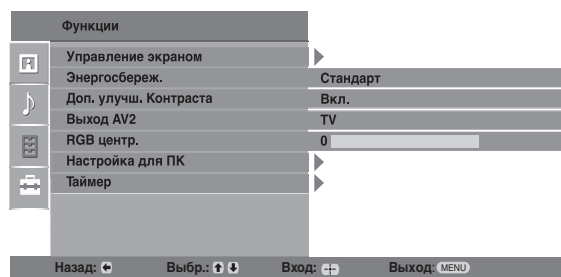 Функции
Управление экраном
Энергосбереж. Стандарт
Доп. улучш. Контраста Вкл.
Выход AV2 TV
RGB центр. 0
Настройка для ПК
Таймер
Назад: Выбр.: Вход: Выход: MENU